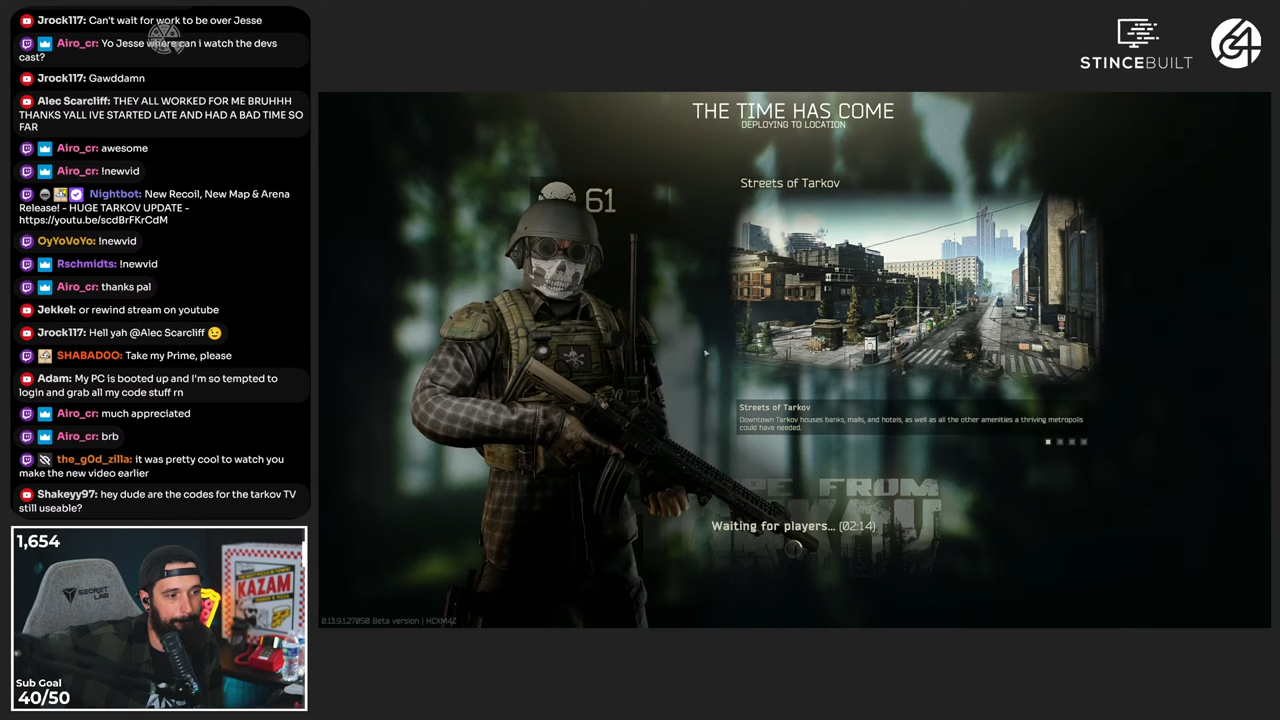 Jrock117: Can't wait for work to be over Jesse
Airo_cr: Yo Jesse where can i watch the devs
cast?
Jrock117: Gawddamn
Alec Scarcliff: THEY ALL WORKED FOR ME BRUHHH
THANKS YALL IVE STARTED LATE AND HAD A BAD TIME SO
FAR
Airo_cr: awesome
Airo_cr: !newvid
Nightbot: New Recoil, New Map & Arena
Release! - HUGE TARKOV UPDATE -
https://youtu.be/scdBrFKrCdM
OyYoVoYo: !newvid
Rschmidts: !newvid
Airo_cr: thanks pal
Jekkel: or rewind stream on youtube
Jrock117: Hell yah @Alec Scarcliff 😉
SHABADOO: Take my Prime, please
Adam: My PC is booted up and I'm so tempted to
login and grab all my code stuff rn
Airo_cr: much appreciated
Airo_cr: brb
the_g0d_zilla: it was pretty cool to watch you
make the new video earlier
Shakeyy97: hey dude are the codes for the tarkov TV
still useable?
1,654
SECRETLAB
KAZAM
Sub Goal
40/50
STINCEBUILT
THE TIME HAS COME
DEPLOYING TO LOCATION
61
Streets of Tarkov
Streets of Tarkov
Downtown Tarkov houses banks, malls, and hotels, as well as all the other amenities a thriving metropolis
could have needed.
Waiting for players... (02:14)
0.13.9.1.27050 Beta version | HCXM4Z